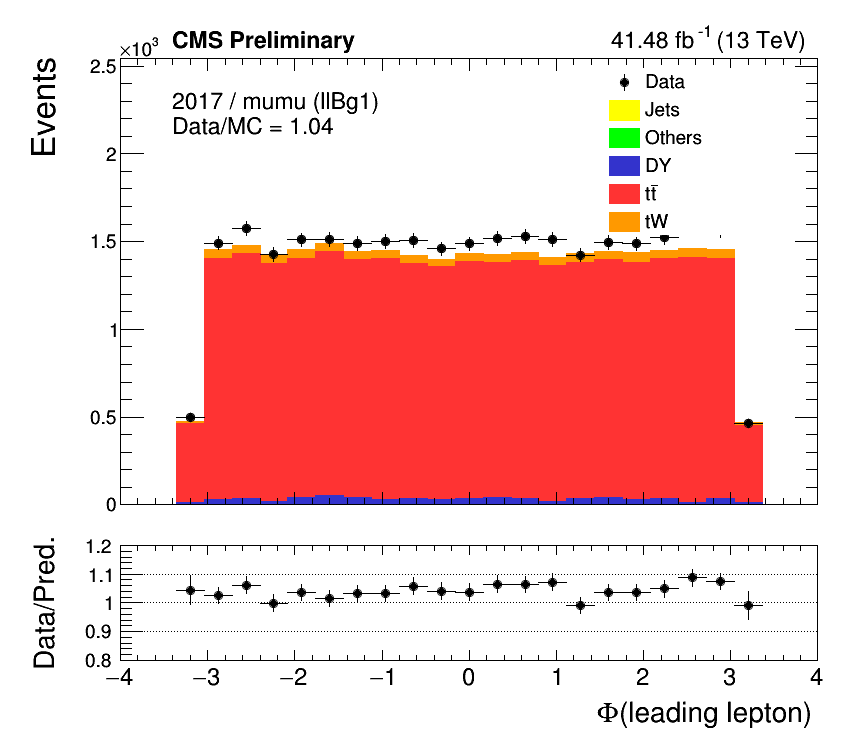 CMS Preliminary
41.48 fb⁻¹ (13 TeV)
×10³
Events
2017 / mumu (llBg1)
Data/MC = 1.04
Data
Jets
Others
DY
tt̄
tW
2.5
2
1.5
1
0.5
0
Data/Pred.
1.2
1.1
1
0.9
0.8
−4 −3 −2 −1 0 1 2 3 4
Φ(leading lepton)